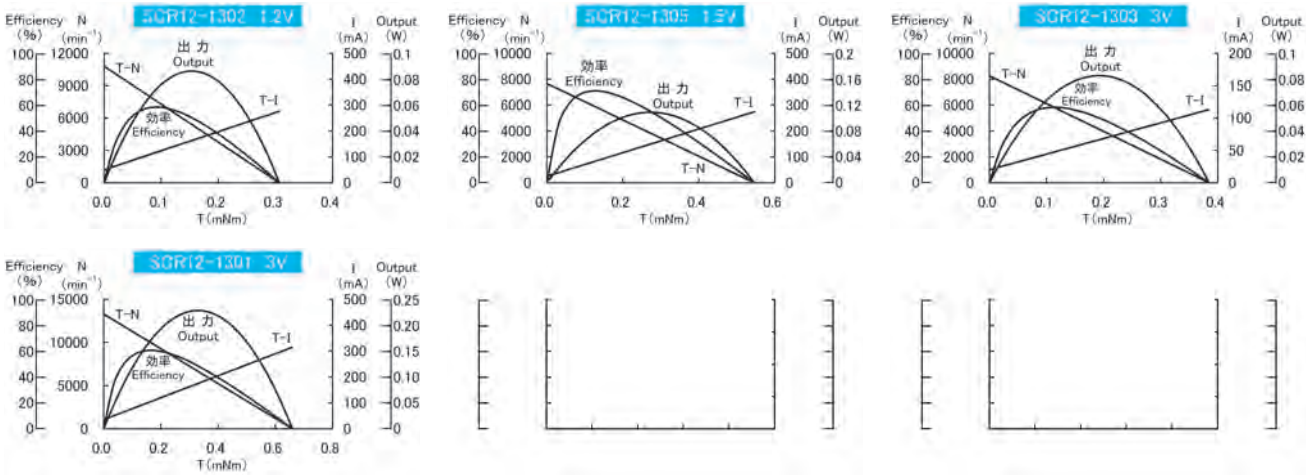 SCR12-1302 1.2V
Efficiency N
(%) (min⁻¹)
I Output
(mA) (W)
100 12000
80 9000
60
40 6000
20 3000
0 0
出 力
Output
T-N
効率
Efficiency
T-I
500 0.1
400 0.08
300 0.06
200 0.04
100 0.02
0 0
0.0 0.1 0.2 0.3 0.4
T(mNm)
SCR12-1305 1.5V
Efficiency N
(%) (min⁻¹)
I Output
(mA) (W)
100 10000
80 8000
60 6000
40 4000
20 2000
0 0
効率
Efficiency
出 力
Output
T-I
T-N
500 0.2
400 0.16
300 0.12
200 0.08
100 0.04
0 0
0.0 0.2 0.4 0.6
T(mNm)
SCR12-1303 3V
Efficiency N
(%) (min⁻¹)
I Output
(mA) (W)
100 10000
80 8000
60 6000
40 4000
20 2000
0 0
出 力
Output
T-N
効率
Efficiency
T-I
200 0.1
150 0.08
0.06
100 0.04
50 0.02
0 0
0.0 0.1 0.2 0.3 0.4
T(mNm)
SCR12-1301 3V
Efficiency N
(%) (min⁻¹)
I Output
(mA) (W)
100 15000
80
60 10000
40 5000
20
0 0
T-N
出 力
Output
T-I
効率
Efficiency
500 0.25
400 0.20
300 0.15
200 0.10
100 0.05
0 0
0.0 0.2 0.4 0.6 0.8
T(mNm)